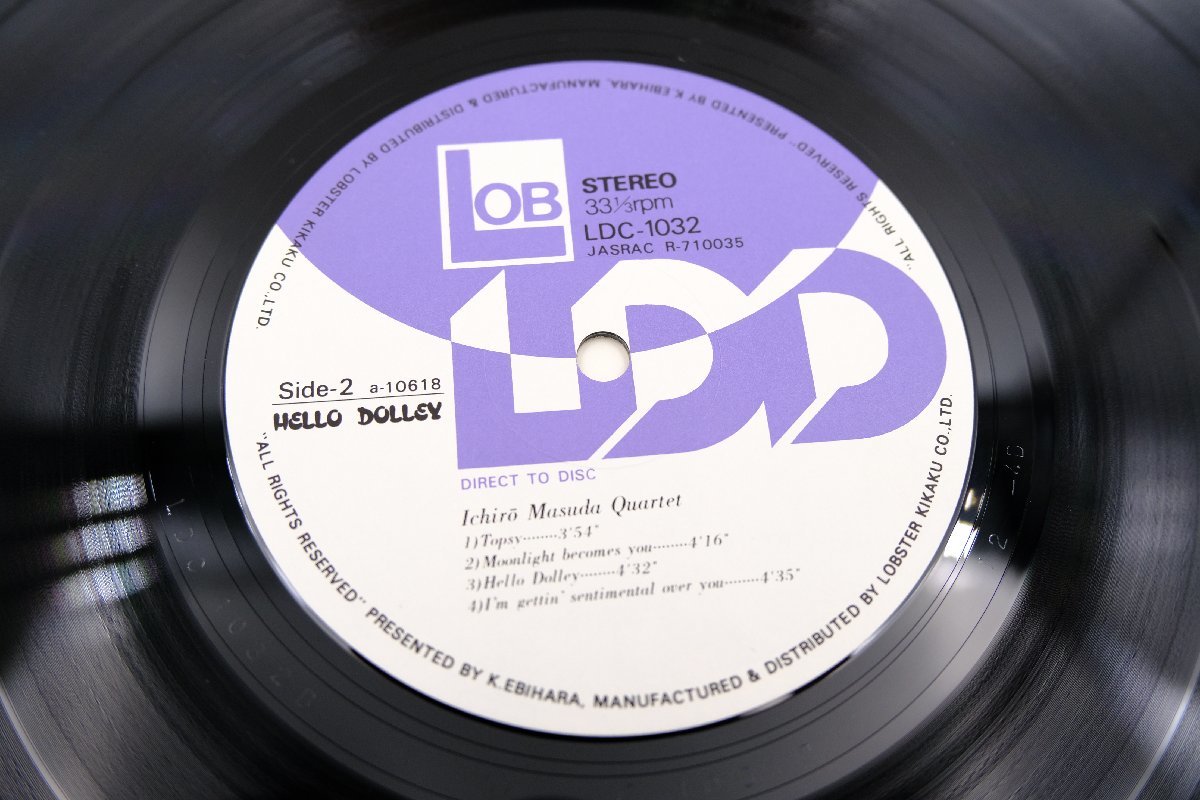 LOB
STEREO
33⅓rpm
LDC-1032
JASRAC R-710035
LDD
Side-2 a-10618
HELLO DOLLEY
DIRECT TO DISC
Ichirō Masuda Quartet
1)Topsy········3'54"
2)Moonlight becomes you········4'16"
3)Hello Dolley········4'32"
4)I'm gettin' sentimental over you········4'35"
"ALL RIGHTS RESERVED" PRESENTED BY K.EBIHARA, MANUFACTURED & DISTRIBUTED BY LOBSTER KIKAKU CO.,LTD.
"ALL RIGHTS RESERVED" PRESENTED BY K.EBIHARA, MANUFACTURED & DISTRIBUTED BY LOBSTER KIKAKU CO.,LTD.